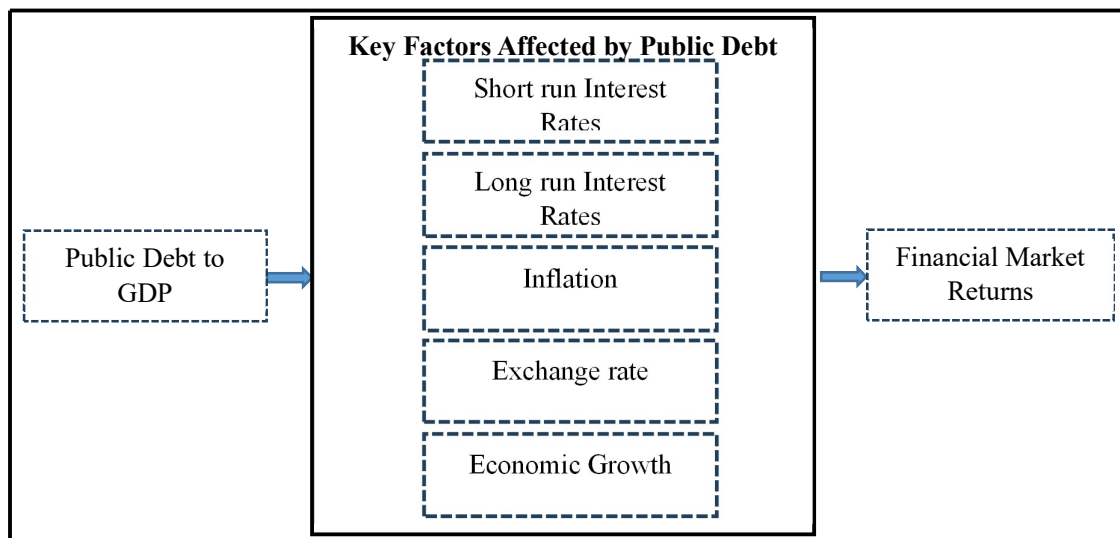 Key Factors Affected by Public Debt
Short run Interest
Rates
Long run Interest
Rates
Public Debt to
GDP
Inflation
Financial Market
Returns
Exchange rate
Economic Growth